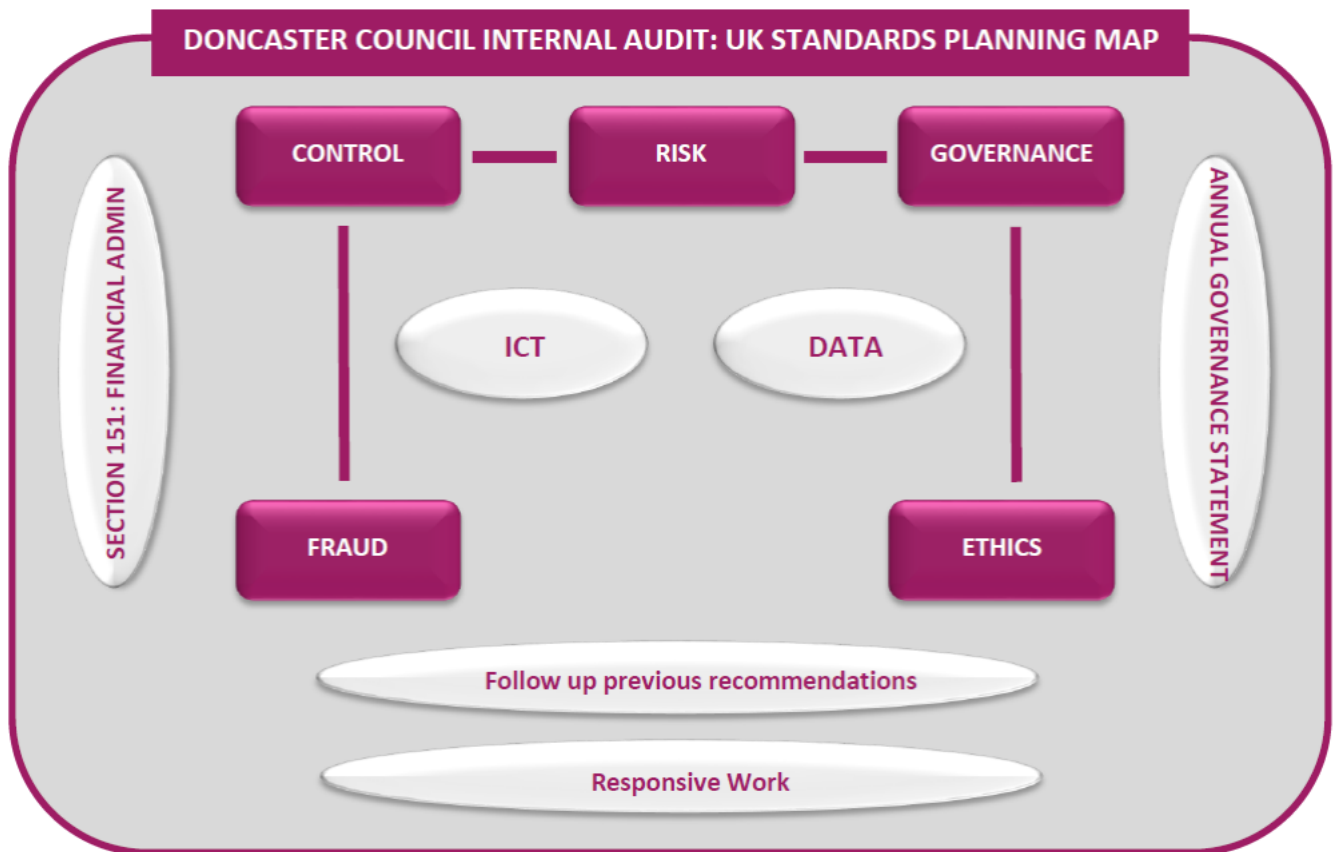 DONCASTER COUNCIL INTERNAL AUDIT: UK STANDARDS PLANNING MAP
CONTROL
RISK
GOVERNANCE
SECTION 151: FINANCIAL ADMIN
ICT
DATA
ANNUAL GOVERNANCE STATEMENT
FRAUD
ETHICS
Follow up previous recommendations
Responsive Work